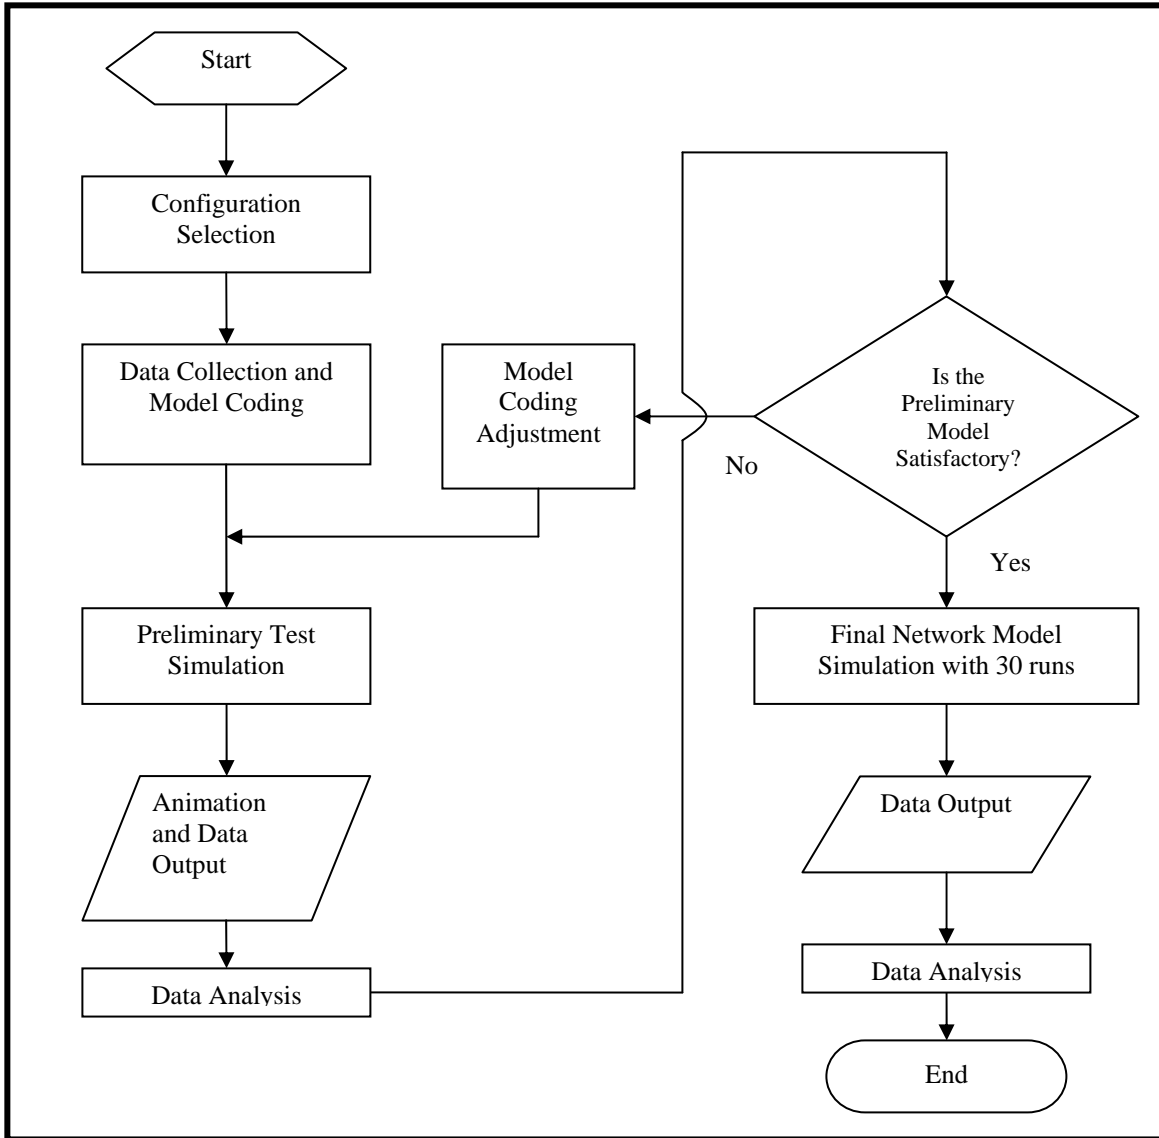 Start
Configuration
Selection
Data Collection and
Model Coding
Model
Coding
Adjustment
Is the
Preliminary
Model
Satisfactory?
No
Yes
Preliminary Test
Simulation
Final Network Model
Simulation with 30 runs
Animation
and Data
Output
Data Output
Data Analysis
Data Analysis
End